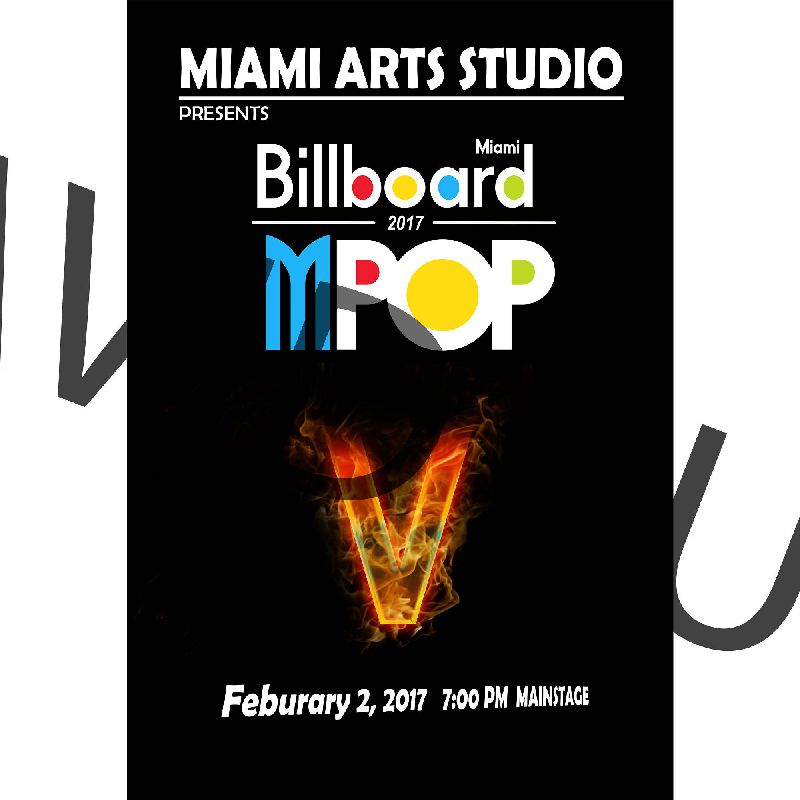 MIAMI ARTS STUDIO
PRESENTS
Miami
Billboard
2017
MPOP
V
Feburary 2, 2017 7:00 PM MAINSTAGE